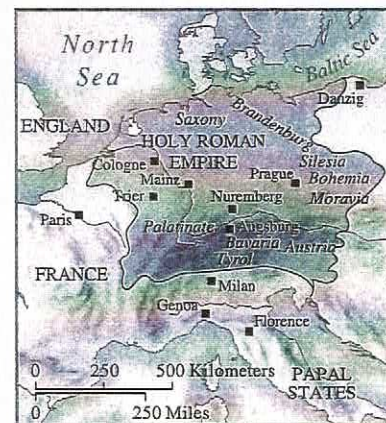 North
Sea
Baltic Sea
Danzig
ENGLAND
Saxony
Brandenburg
HOLY ROMAN
EMPIRE
Cologne
Mainz
Prague
Silesia
Bohemia
Moravia
Trier
Nuremberg
Paris
Palatinate
Augsburg
Bavaria
Austria
Tyrol
FRANCE
Milan
Genoa
Florence
0 500 Kilometers
0 250 Miles
PAPAL
STATES